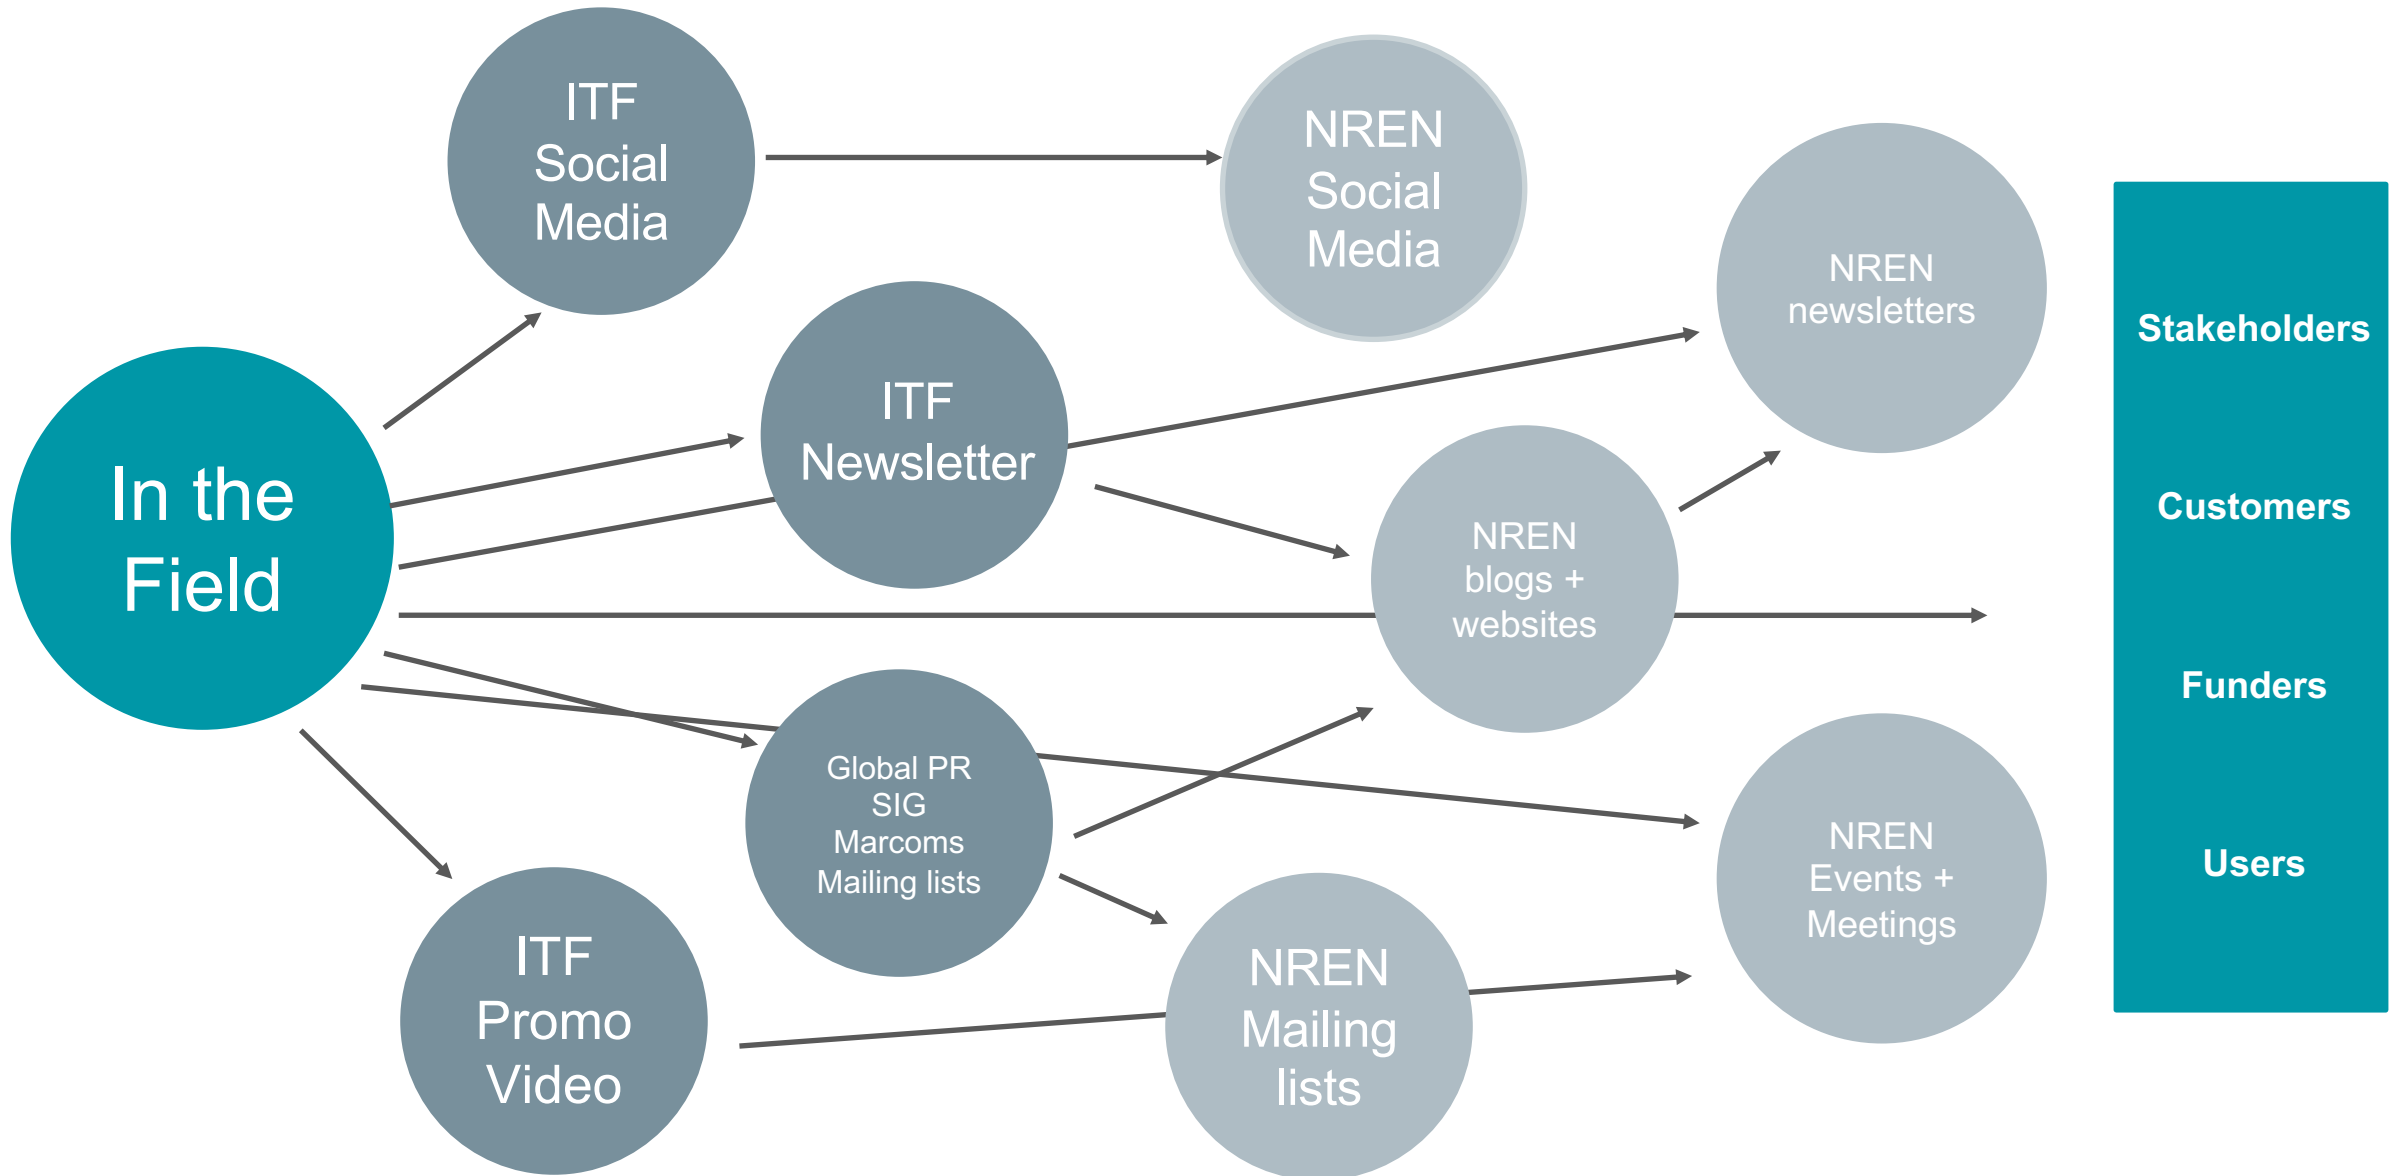 In the
Field
ITF
Social
Media
ITF
Newsletter
Global PR
SIG
Marcoms
Mailing lists
ITF
Promo
Video
NREN
Social
Media
NREN
blogs +
websites
NREN
Mailing
lists
NREN
newsletters
NREN
Events +
Meetings
Stakeholders
Customers
Funders
Users